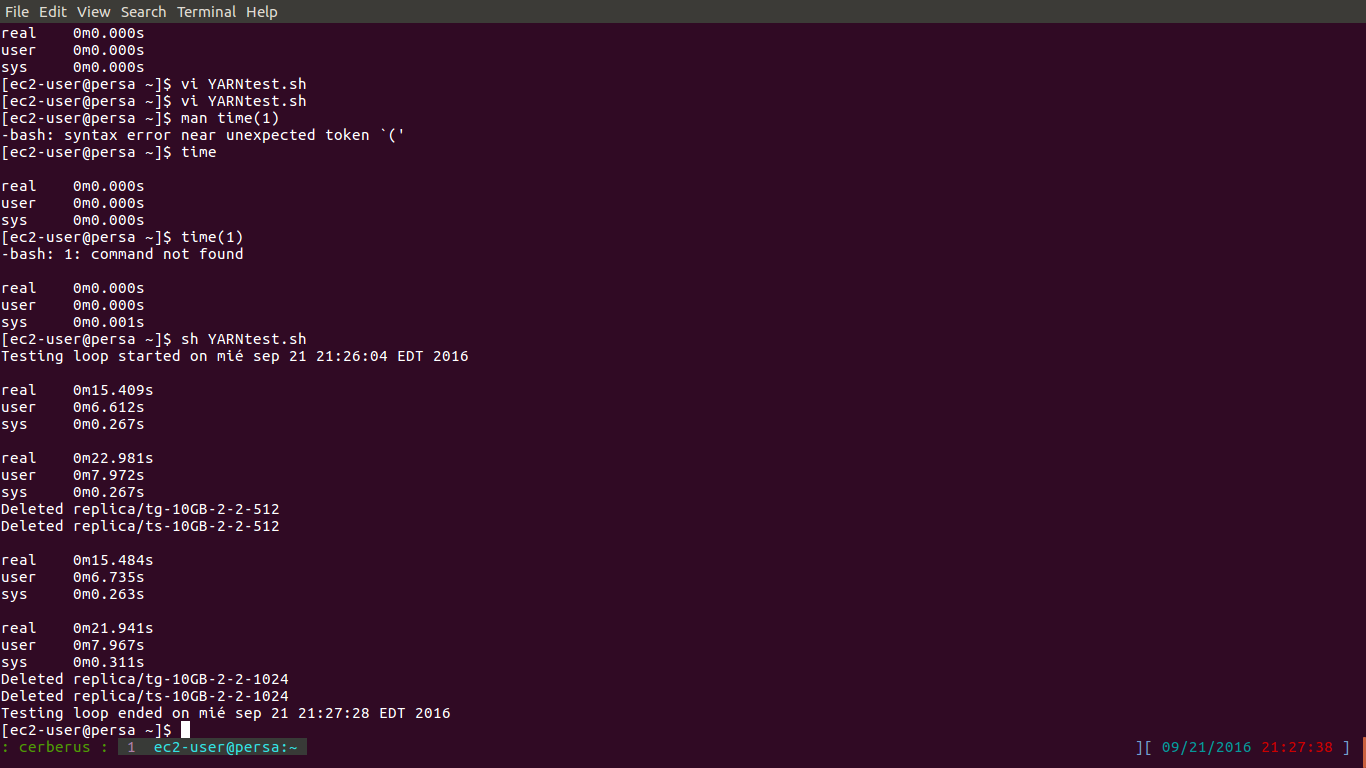 File Edit View Search Terminal Help
real    0m0.000s
user    0m0.000s
sys     0m0.000s
[ec2-user@persa ~]$ vi YARNtest.sh
[ec2-user@persa ~]$ vi YARNtest.sh
[ec2-user@persa ~]$ man time(1)
-bash: syntax error near unexpected token `('
[ec2-user@persa ~]$ time
real    0m0.000s
user    0m0.000s
sys     0m0.000s
[ec2-user@persa ~]$ time(1)
-bash: 1: command not found
real    0m0.000s
user    0m0.000s
sys     0m0.001s
[ec2-user@persa ~]$ sh YARNtest.sh
Testing loop started on mié sep 21 21:26:04 EDT 2016
real    0m15.409s
user    0m6.612s
sys     0m0.267s
real    0m22.981s
user    0m7.972s
sys     0m0.267s
Deleted replica/tg-10GB-2-2-512
Deleted replica/ts-10GB-2-2-512
real    0m15.484s
user    0m6.735s
sys     0m0.263s
real    0m21.941s
user    0m7.967s
sys     0m0.311s
Deleted replica/tg-10GB-2-2-1024
Deleted replica/ts-10GB-2-2-1024
Testing loop ended on mié sep 21 21:27:28 EDT 2016
[ec2-user@persa ~]$
: cerberus : 1 ec2-user@persa:~ ][ 09/21/2016 21:27:38 ]